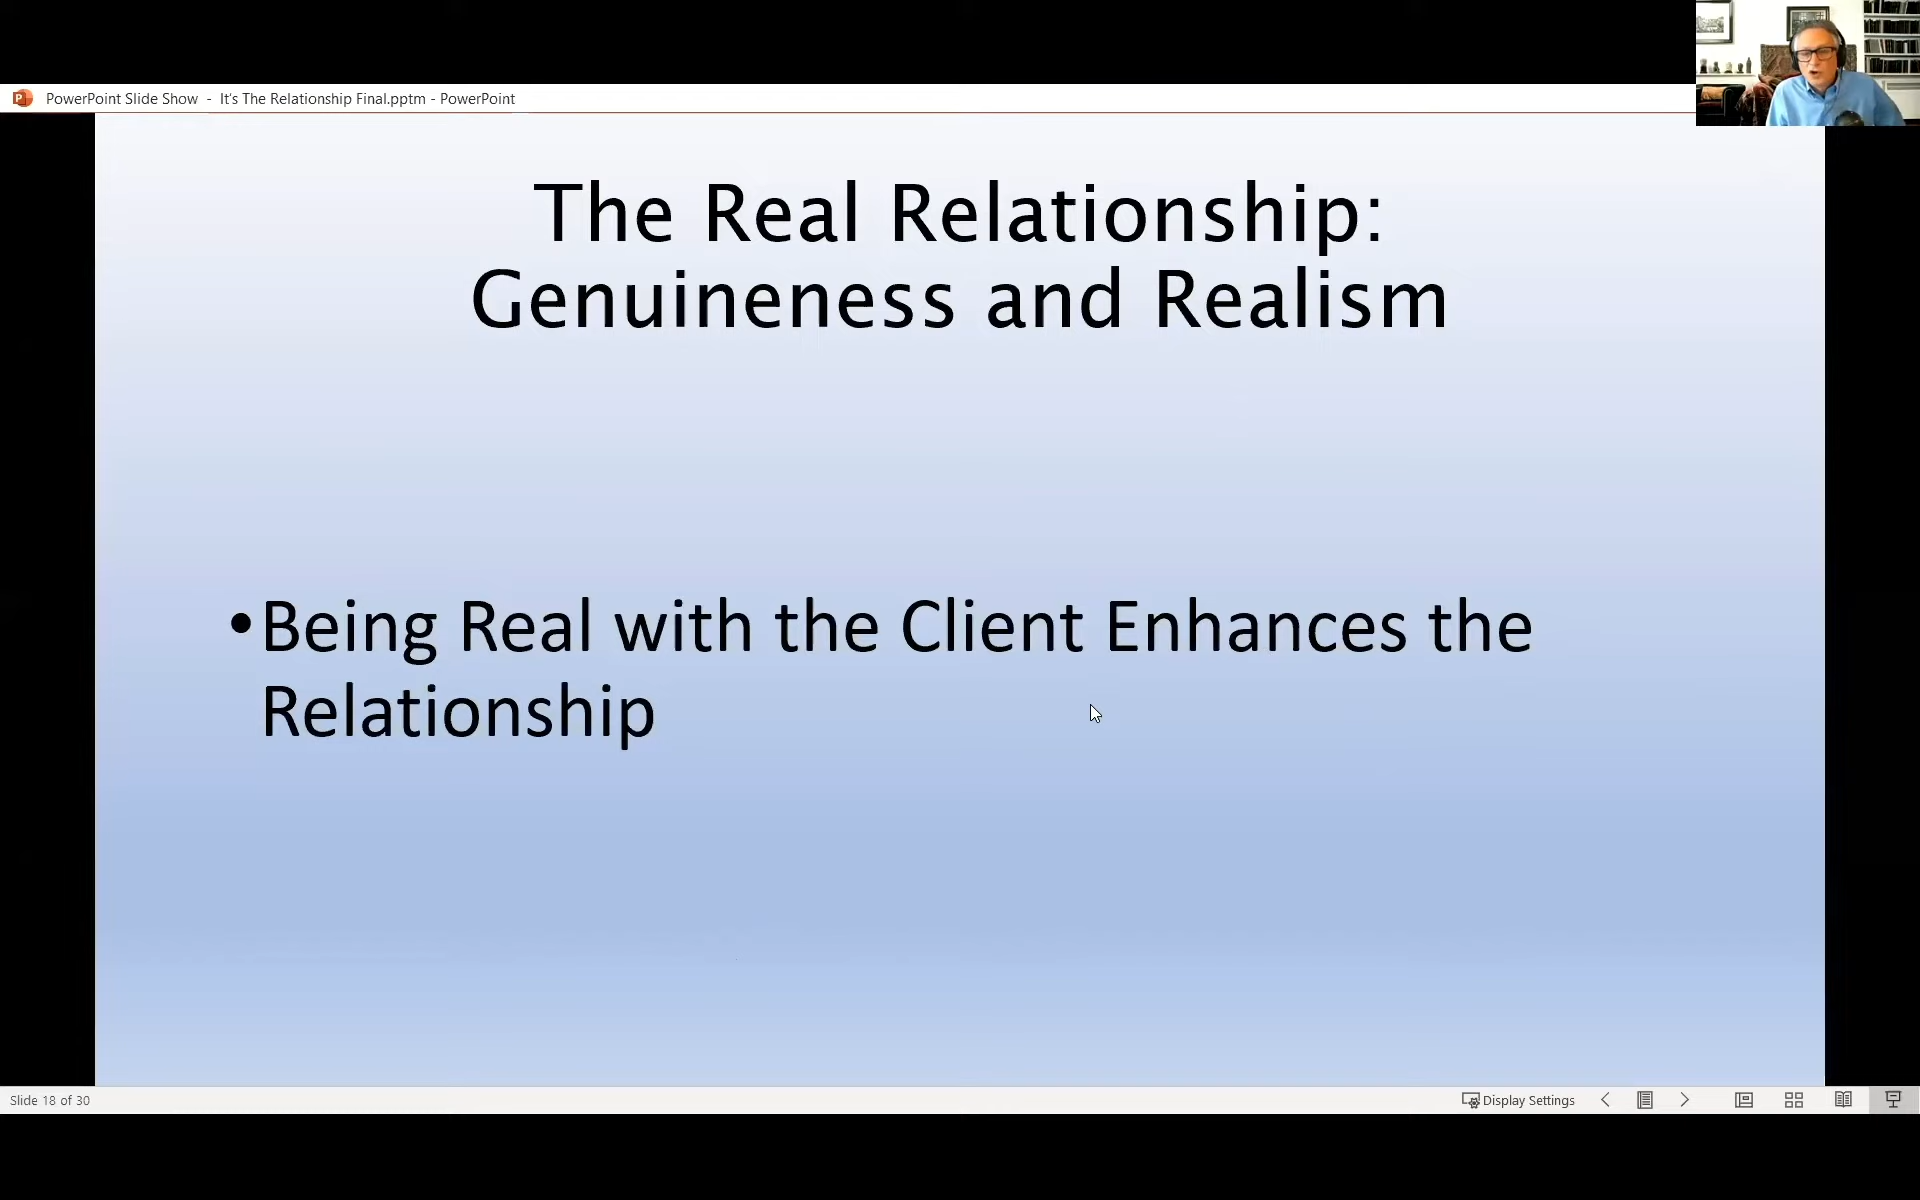 PowerPoint Slide Show - It's The Relationship Final.pptm - PowerPoint
The Real Relationship:
Genuineness and Realism
•Being Real with the Client Enhances the
Relationship
Slide 18 of 30
Display Settings